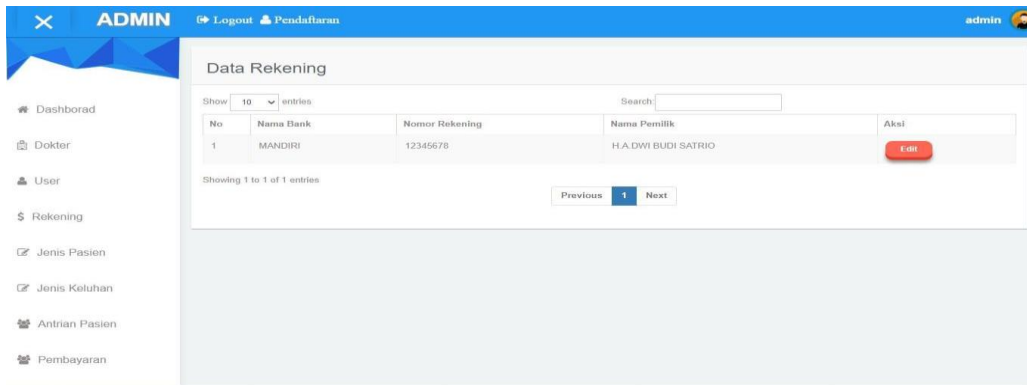 ADMIN Logout Pendaftaran admin
Data Rekening
Dashborad
Dokter
User
$ Rekening
Jenis Pasien
Jenis Keluhan
Antrian Pasien
Pembayaran
Show 10 entries Search:
No Nama Bank Nomor Rekening Nama Pemilik Aksi
1 MANDIRI 12345678 H.A.DWI BUDI SATRIO Edit
Showing 1 to 1 of 1 entries
Previous 1 Next